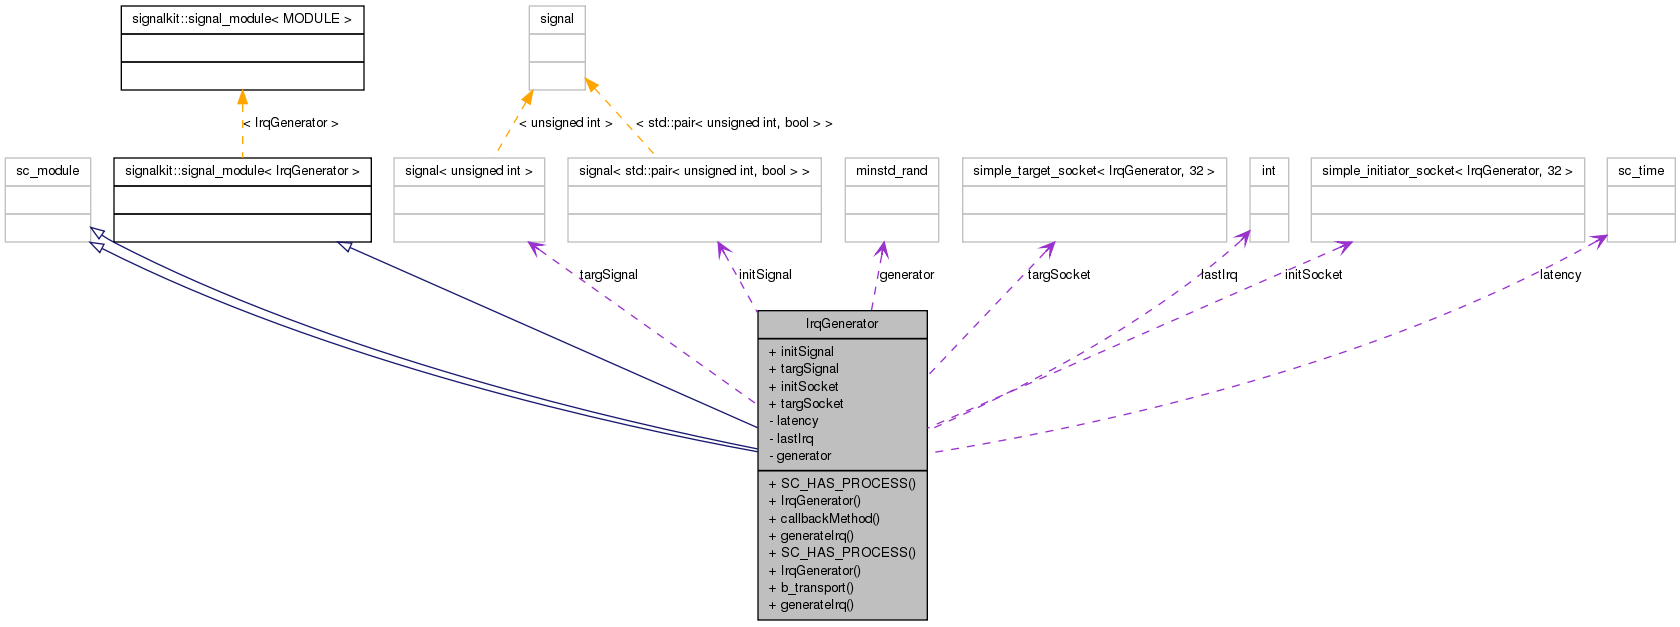 signalkit::signal_module< MODULE >
signal
< IrqGenerator >
< unsigned int >
< std::pair< unsigned int, bool > >
sc_module
signalkit::signal_module< IrqGenerator >
signal< unsigned int >
signal< std::pair< unsigned int, bool > >
minstd_rand
simple_target_socket< IrqGenerator, 32 >
int
simple_initiator_socket< IrqGenerator, 32 >
sc_time
targSignal
initSignal
generator
targSocket
lastIrq
initSocket
latency
IrqGenerator
+ initSignal
+ targSignal
+ initSocket
+ targSocket
- latency
- lastIrq
- generator
+ SC_HAS_PROCESS()
+ IrqGenerator()
+ callbackMethod()
+ generateIrq()
+ SC_HAS_PROCESS()
+ IrqGenerator()
+ b_transport()
+ generateIrq()